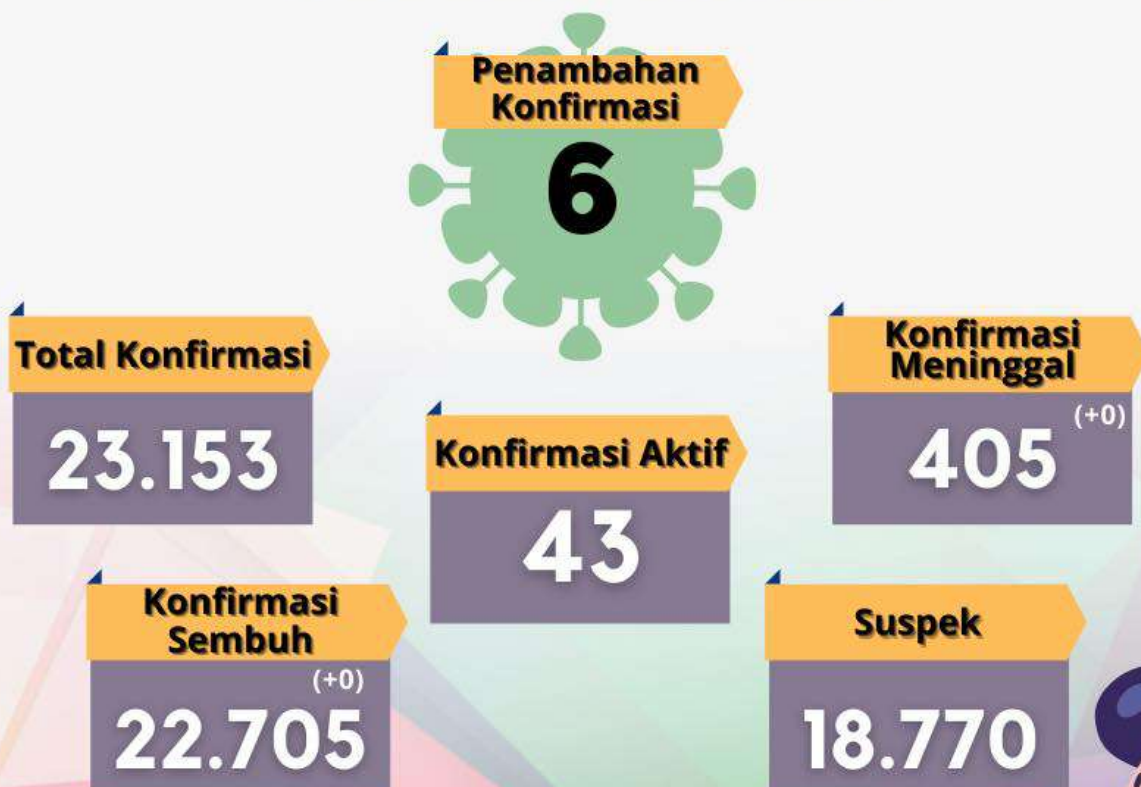 Penambahan
Konfirmasi
6
Total Konfirmasi
23.153
Konfirmasi Aktif
43
Konfirmasi
Meninggal
(+0)
405
Konfirmasi
Sembuh
(+0)
22.705
Suspek
18.770